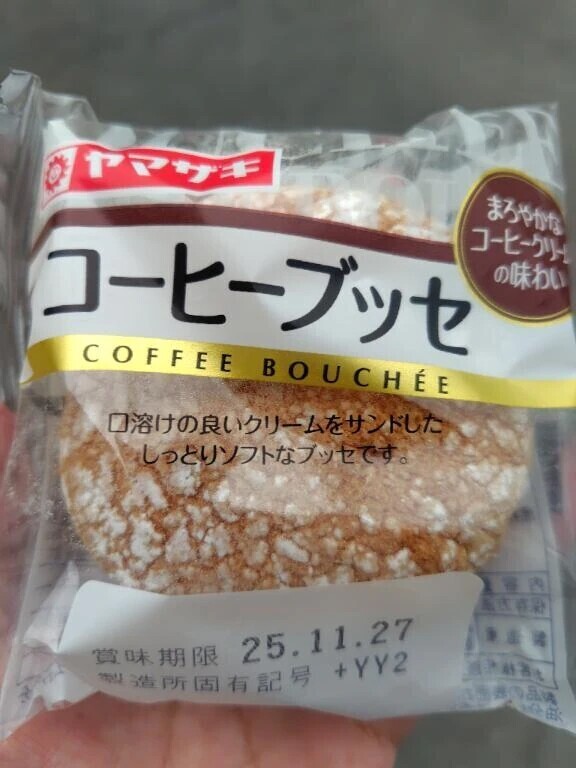 ヤマザキ
まろやかな
コーヒークリーム
の味わい
コーヒーブッセ
COFFEE BOUCHÉE
口溶けの良いクリームをサンドした
しっとりソフトなブッセです。
賞味期限 25.11.27
製造所固有記号 +YY2